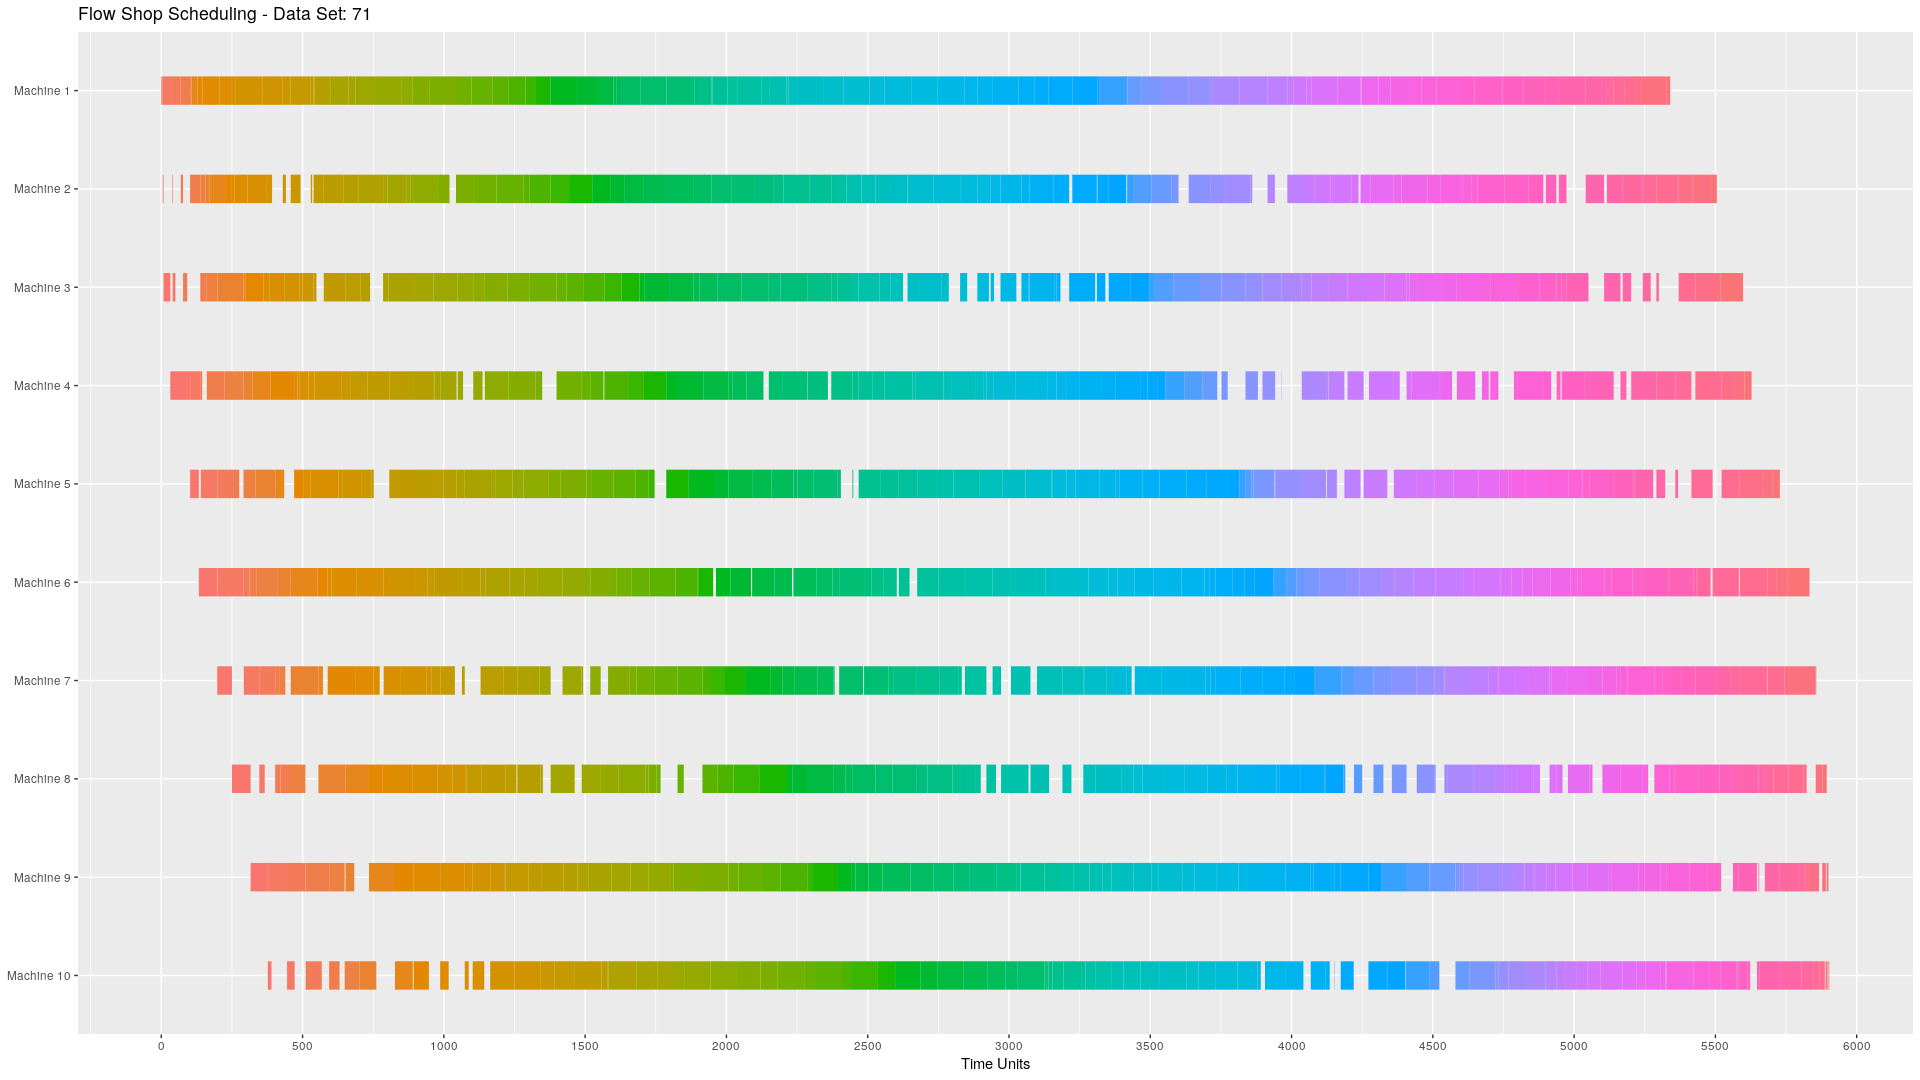 Flow Shop Scheduling - Data Set: 71
Machine 1
Machine 2
Machine 3
Machine 4
Machine 5
Machine 6
Machine 7
Machine 8
Machine 9
Machine 10
0 500 1000 1500 2000 2500 3000 3500 4000 4500 5000 5500 6000
Time Units